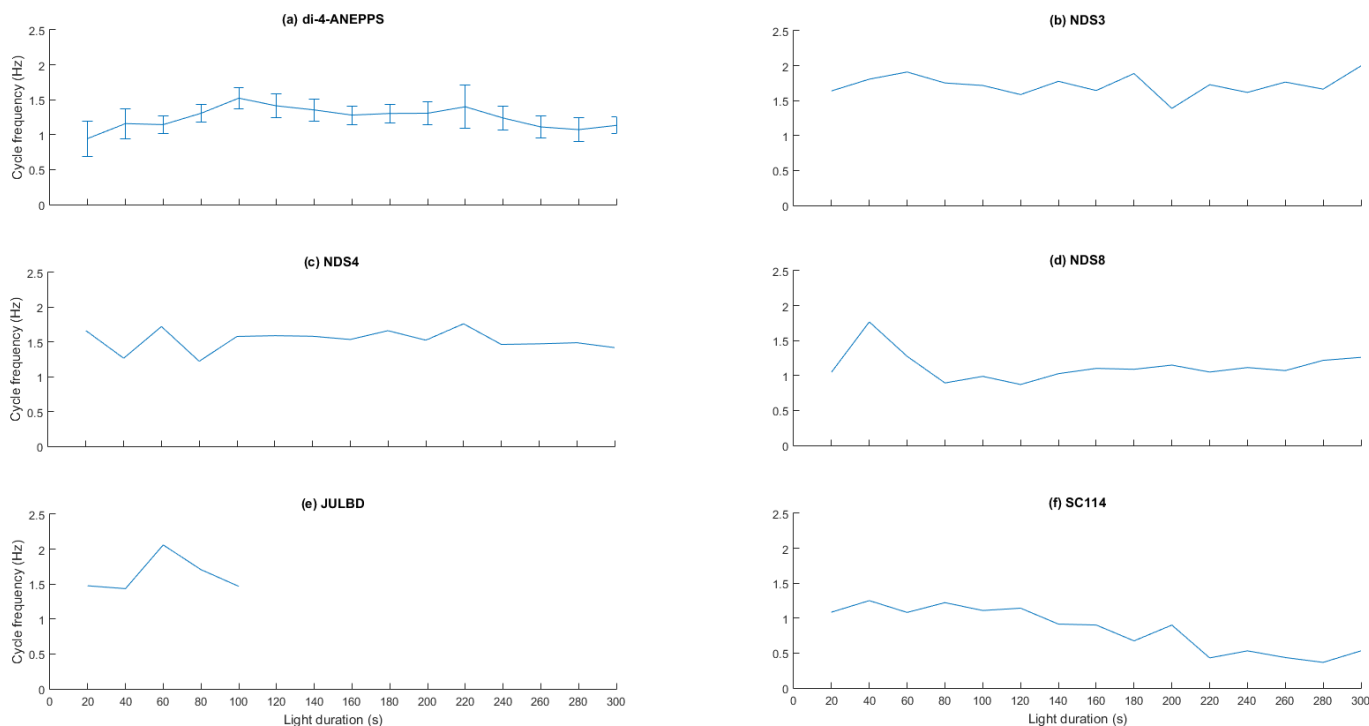 (a) di-4-ANEPPS
Cycle frequency (Hz)
2.5
2
1.5
1
0.5
0
(b) NDS3
2.5
2
1.5
1
0.5
0
(c) NDS4
Cycle frequency (Hz)
2.5
2
1.5
1
0.5
0
(d) NDS8
2.5
2
1.5
1
0.5
0
(e) JULBD
Cycle frequency (Hz)
2.5
2
1.5
1
0.5
0
0 20 40 60 80 100 120 140 160 180 200 220 240 260 280 300
Light duration (s)
(f) SC114
2.5
2
1.5
1
0.5
0
0 20 40 60 80 100 120 140 160 180 200 220 240 260 280 300
Light duration (s)